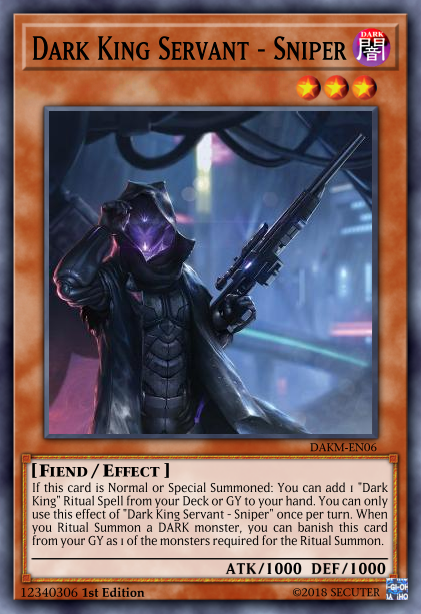 Dark King Servant - Sniper
DARK
闇
DAKM-EN06
[Fiend / Effect ]
If this card is Normal or Special Summoned: You can add 1 "Dark
King" Ritual Spell from your Deck or GY to your hand. You can only
use this effect of "Dark King Servant - Sniper" once per turn. When
you Ritual Summon a DARK monster, you can banish this card
from your GY as 1 of the monsters required for the Ritual Summon.
ATK/1000 DEF/1000
12340306 1st Edition
©2018 SECUTER